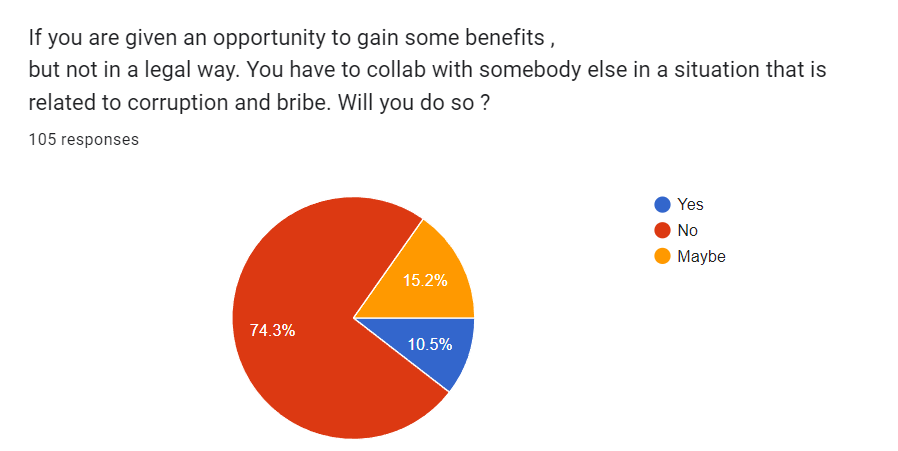 If you are given an opportunity to gain some benefits ,
but not in a legal way. You have to collab with somebody else in a situation that is
related to corruption and bribe. Will you do so ?
105 responses
Yes
No
Maybe
15.2%
74.3%
10.5%